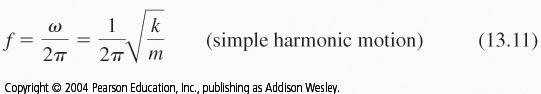 f = ω/2π = 1/2π √k/m (simple harmonic motion) (13.11)
Copyright © 2004 Pearson Education, Inc., publishing as Addison Wesley.